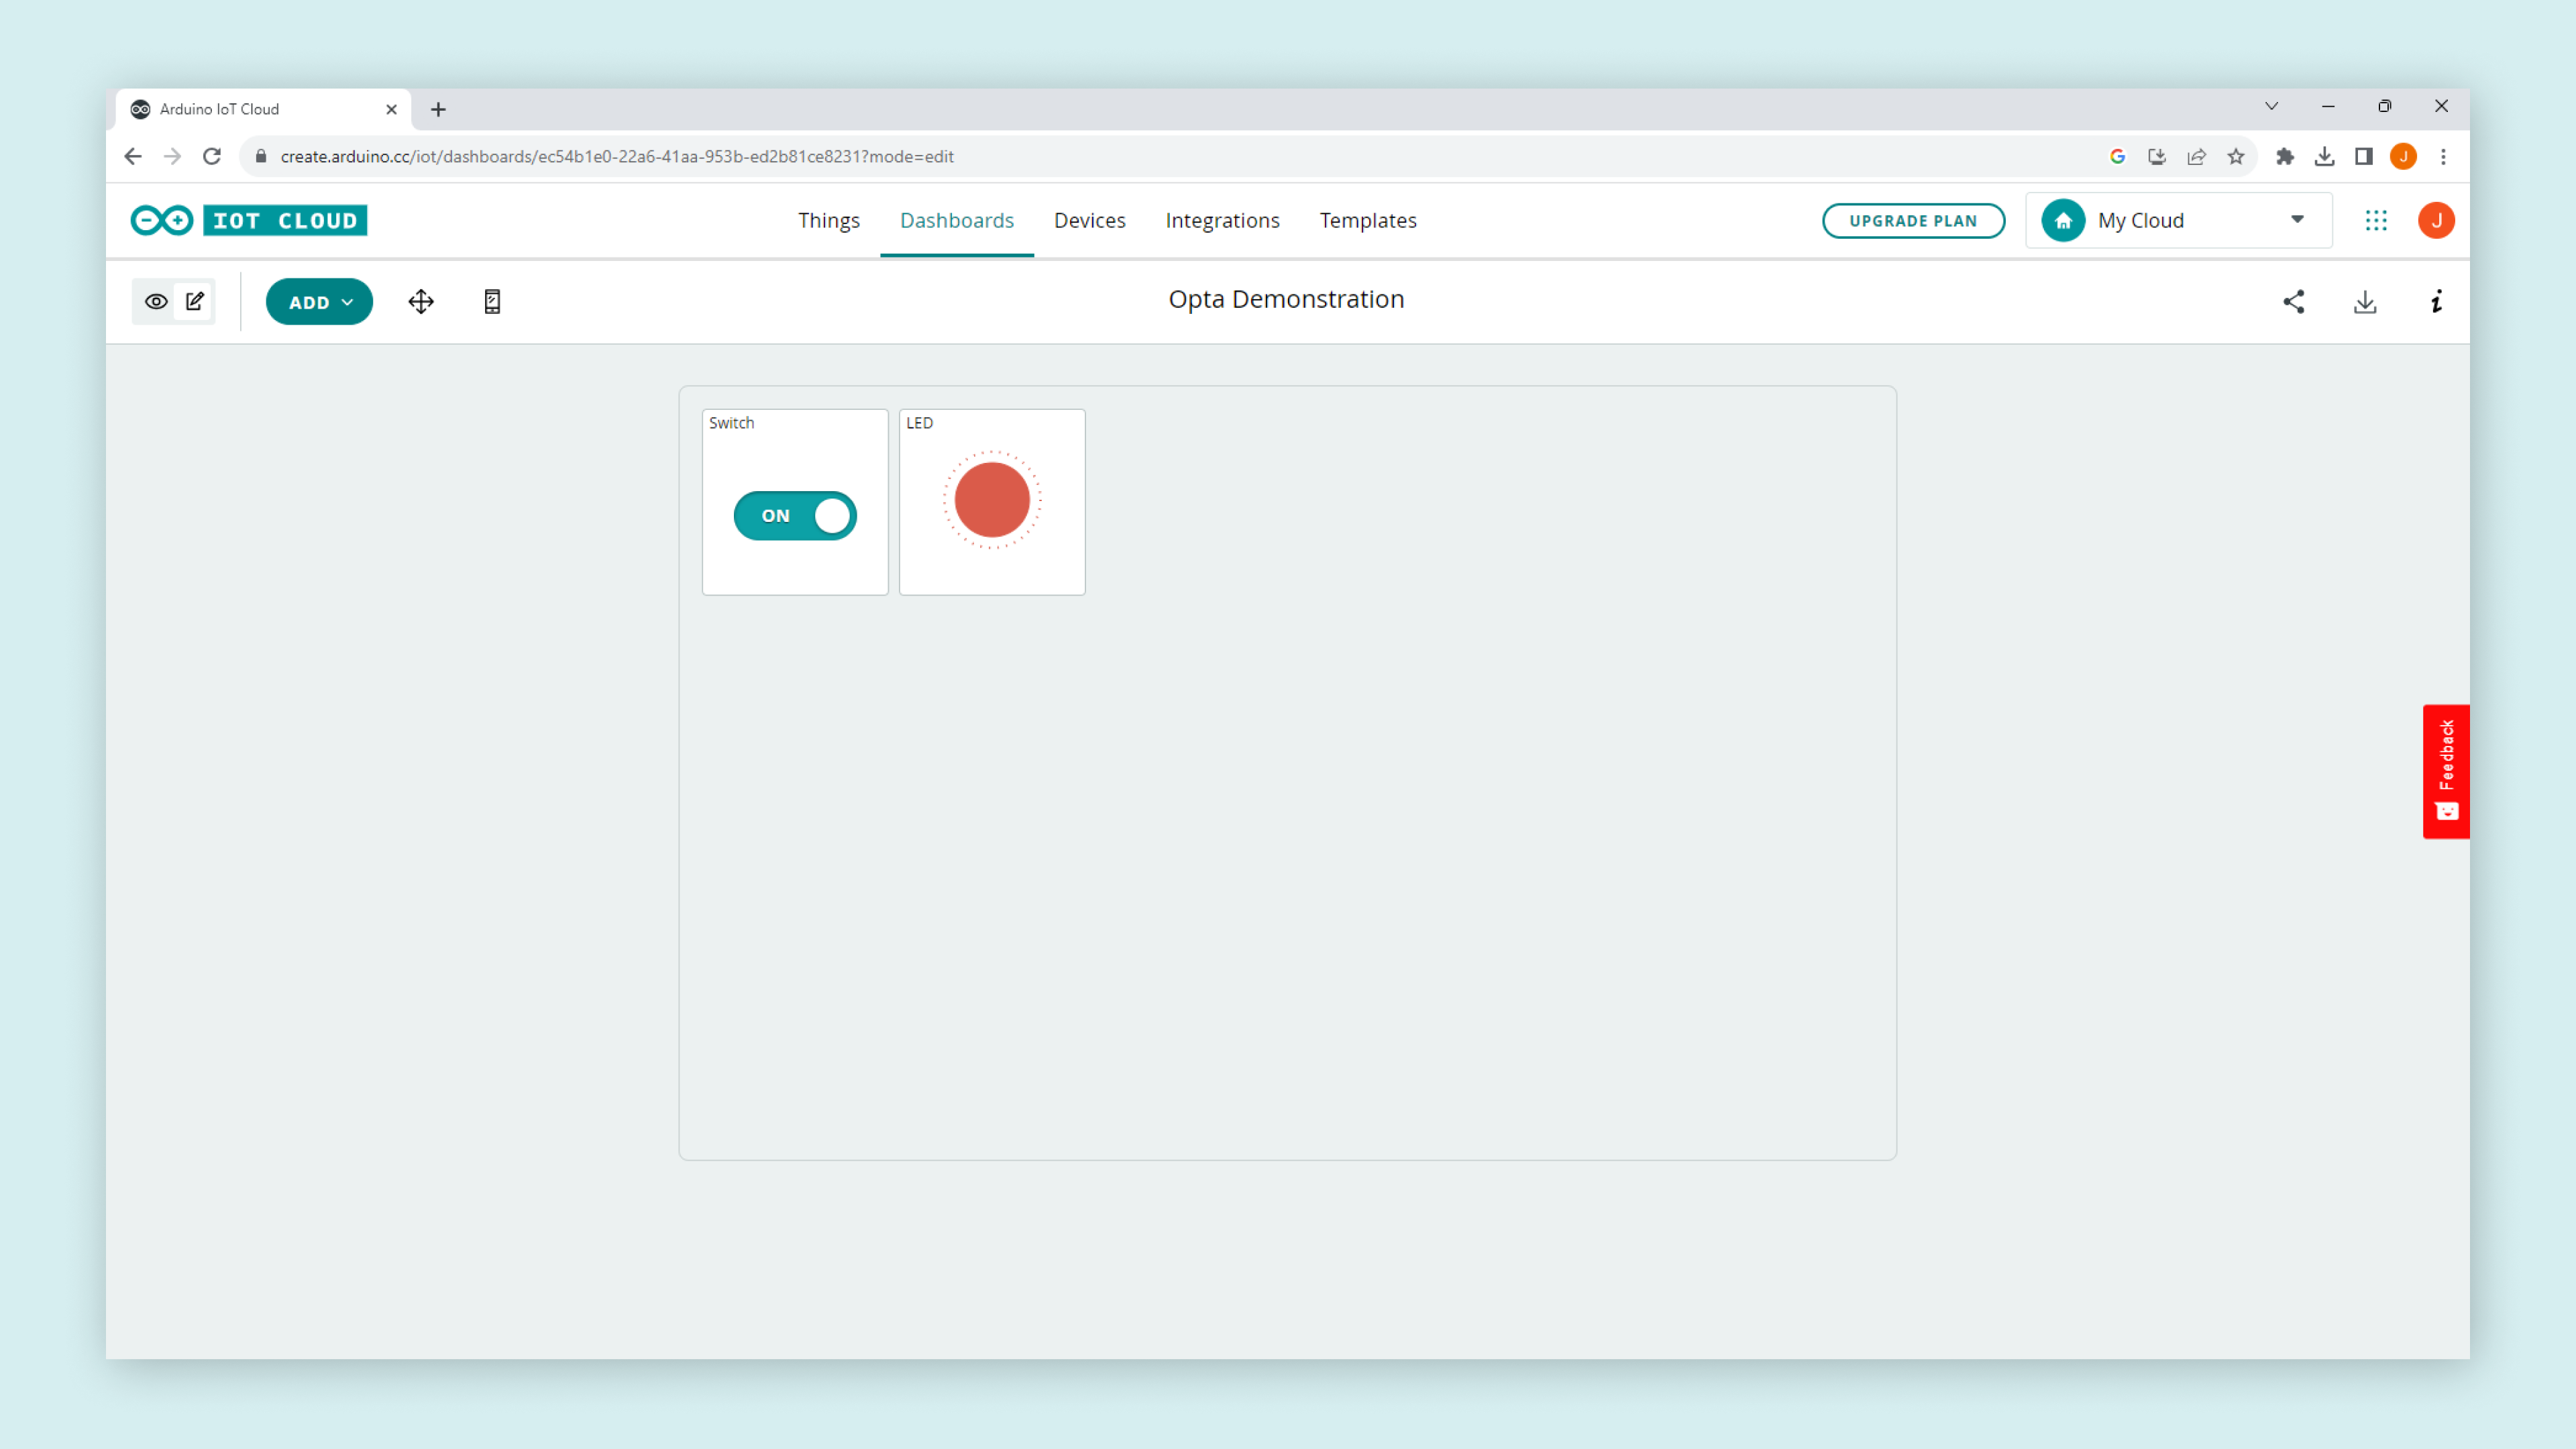 Arduino IoT Cloud
create.arduino.cc/iot/dashboards/ec54b1e0-22a6-41aa-953b-ed2b81ce8231?mode=edit
J
IOT CLOUD
Things
Dashboards
Devices
Integrations
Templates
UPGRADE PLAN
My Cloud
J
ADD
Opta Demonstration
i
Switch
LED
ON
Feedback